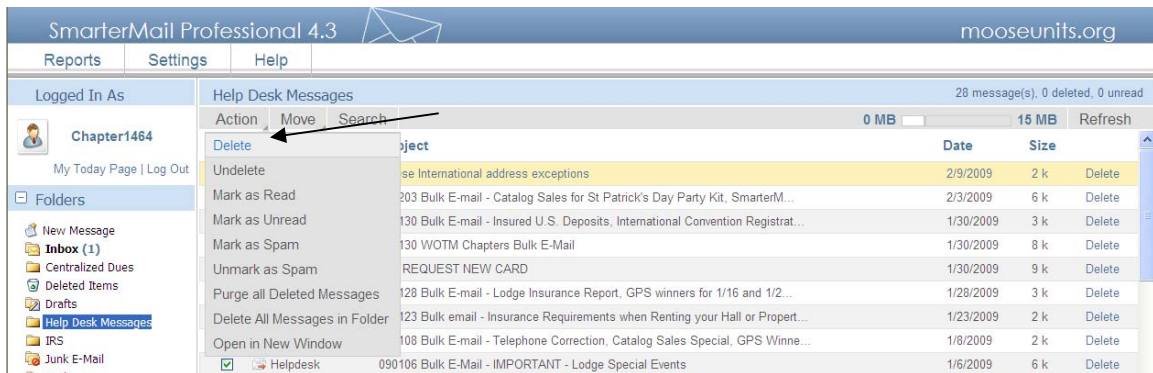 SmarterMail Professional 4.3 mooseunits.org
Reports Settings Help
Logged In As
Chapter1464
My Today Page | Log Out
Folders
New Message
Inbox (1)
Centralized Dues
Deleted Items
Drafts
Help Desk Messages
IRS
Junk E-Mail
Help Desk Messages 28 message(s), 0 deleted, 0 unread
Action Move Search 0 MB 15 MB Refresh
Delete
Undelete
Mark as Read
Mark as Unread
Mark as Spam
Unmark as Spam
Purge all Deleted Messages
Delete All Messages in Folder
Open in New Window
bject Date Size
se International address exceptions 2/9/2009 2 k Delete
203 Bulk E-mail - Catalog Sales for St Patrick's Day Party Kit, SmarterM... 2/3/2009 6 k Delete
130 Bulk E-mail - Insured U.S. Deposits, International Convention Registrat... 1/30/2009 3 k Delete
130 WOTM Chapters Bulk E-Mail 1/30/2009 8 k Delete
REQUEST NEW CARD 1/30/2009 9 k Delete
128 Bulk E-mail - Lodge Insurance Report, GPS winners for 1/16 and 1/2... 1/28/2009 3 k Delete
123 Bulk email - Insurance Requirements when Renting your Hall or Propert... 1/23/2009 2 k Delete
108 Bulk E-mail - Telephone Correction, Catalog Sales Special, GPS Winne... 1/8/2009 2 k Delete
Helpdesk 090106 Bulk E-Mail - IMPORTANT - Lodge Special Events 1/6/2009 6 k Delete